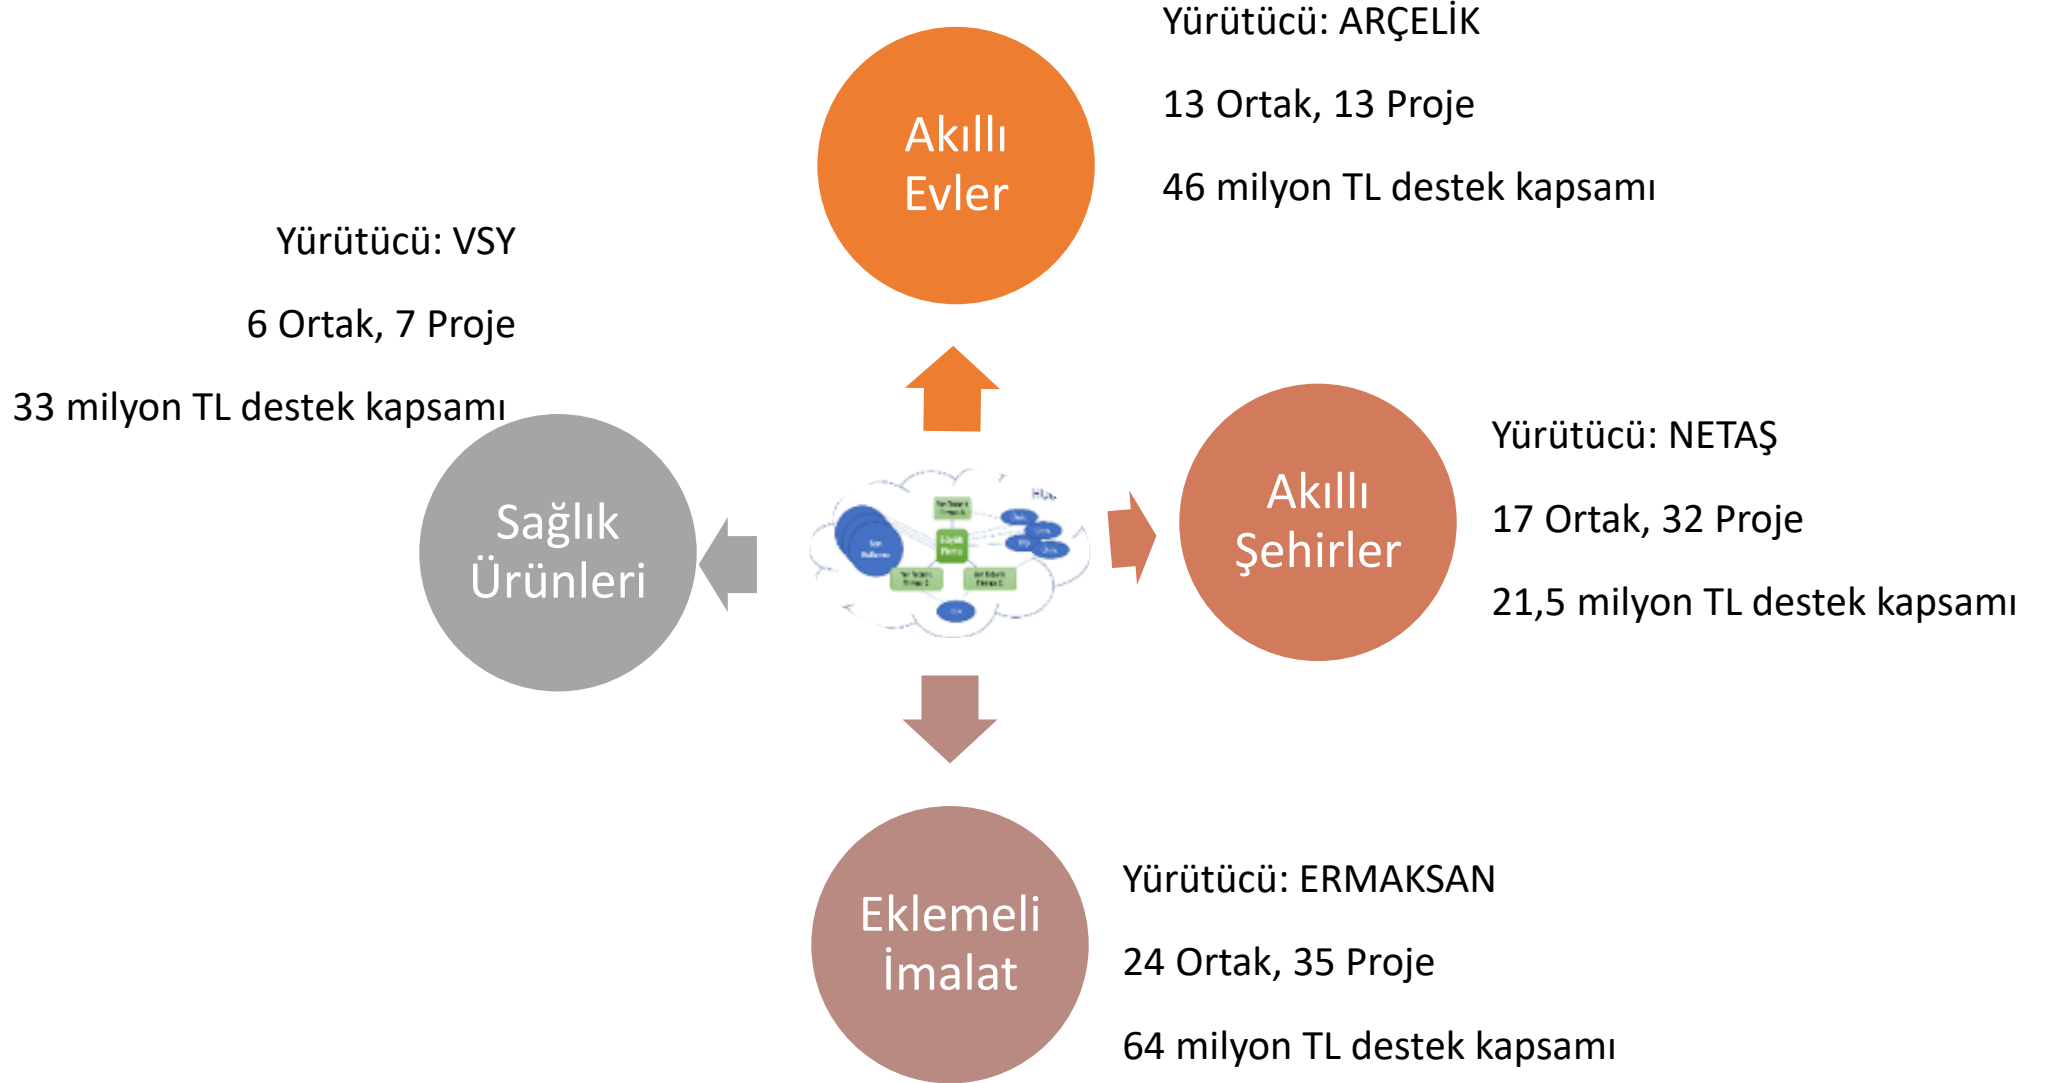 Yürütücü: ARÇELİK
13 Ortak, 13 Proje
46 milyon TL destek kapsamı
Akıllı
Evler
Yürütücü: VSY
6 Ortak, 7 Proje
33 milyon TL destek kapsamı
Sağlık
Ürünleri
Büyük
Firma
Akıllı
Şehirler
Yürütücü: NETAŞ
17 Ortak, 32 Proje
21,5 milyon TL destek kapsamı
Eklemeli
İmalat
Yürütücü: ERMAKSAN
24 Ortak, 35 Proje
64 milyon TL destek kapsamı